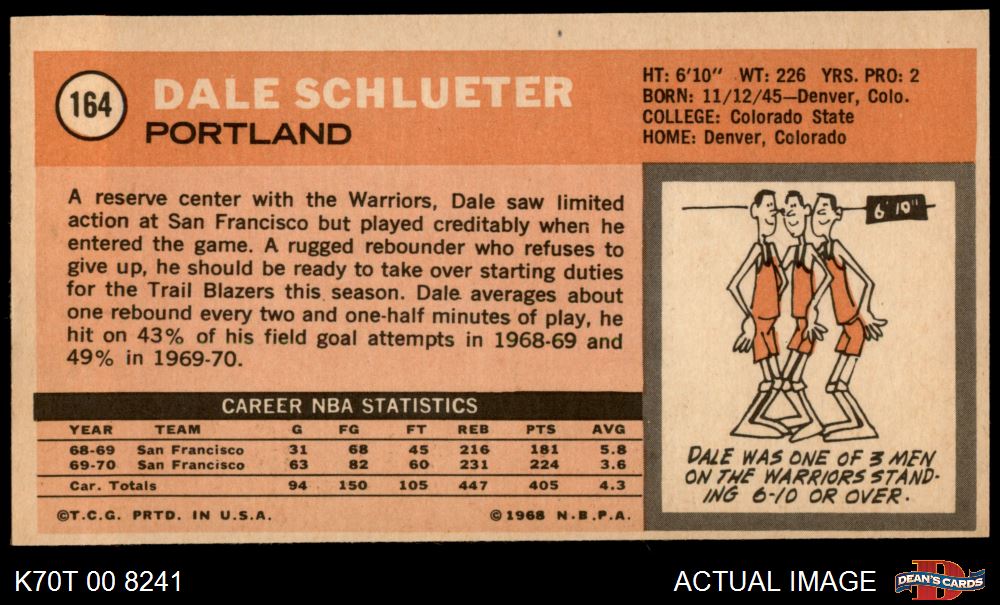 164
DALE SCHLUETER
PORTLAND
HT: 6'10" WT: 226 YRS. PRO: 2
BORN: 11/12/45—Denver, Colo.
COLLEGE: Colorado State
HOME: Denver, Colorado
A reserve center with the Warriors, Dale saw limited
action at San Francisco but played creditably when he
entered the game. A rugged rebounder who refuses to
give up, he should be ready to take over starting duties
for the Trail Blazers this season. Dale averages about
one rebound every two and one-half minutes of play, he
hit on 43% of his field goal attempts in 1968-69 and
49% in 1969-70.
6'10"
DALE WAS ONE OF 3 MEN
ON THE WARRIORS STAND-
ING 6-10 OR OVER.
CAREER NBA STATISTICS
YEAR TEAM G FG FT REB PTS AVG
68-69 San Francisco 31 68 45 216 181 5.8
69-70 San Francisco 63 82 60 231 224 3.6
Car. Totals 94 150 105 447 405 4.3
©T.C.G. PRTD. IN U.S.A. ©1968 N.B.P.A.
K70T 00 8241
ACTUAL IMAGE
D
DEAN'S CARDS